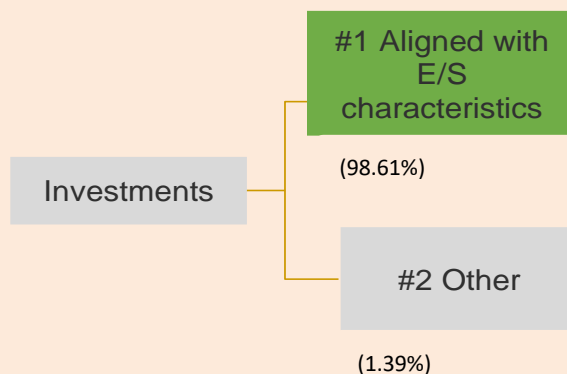 #1 Aligned with
E/S
characteristics
(98.61%)
Investments
#2 Other
(1.39%)